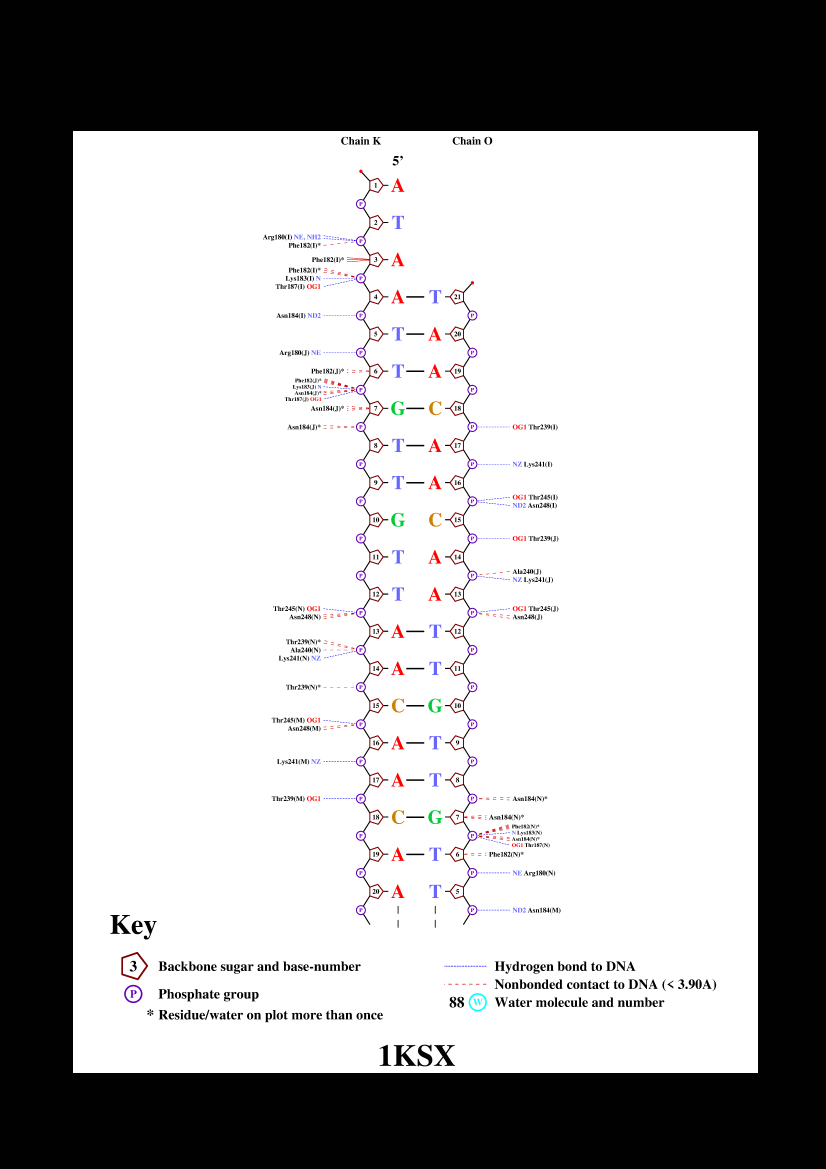 Chain K Chain O
5’
1 A
P
2 T
Arg180(I) NE, NH2 P
Phe182(I)*
Phe182(I)* 3 A
Phe182(I)*
Lys183(I) N P
Thr187(I) OG1
4 A T 21
Asn184(I) ND2 P P
5 T A 20
Arg180(J) NE P P
Phe182(J)* 6 T A 19
Phe182(J)*
Lys183(J) N P P
Asn184(J)*
Thr187(J) OG1
Asn184(J)* 7 G C 18
Asn184(J)* P P OG1 Thr239(I)
8 T A 17
P P NZ Lys241(I)
9 T A 16
P P OG1 Thr245(I)
ND2 Asn248(I)
10 G C 15
P P OG1 Thr239(J)
11 T A 14
P P Ala240(J)
NZ Lys241(J)
12 T A 13
Thr245(N) OG1 P P OG1 Thr245(J)
Asn248(N) Asn248(J)
13 A T 12
Thr239(N)*
Ala240(N) P P
Lys241(N) NZ
14 A T 11
Thr239(N)* P P
15 C G 10
Thr245(M) OG1 P P
Asn248(M)
16 A T 9
Lys241(M) NZ P P
17 A T 8
Thr239(M) OG1 P P Asn184(N)*
18 C G 7 Asn184(N)*
Phe182(N)*
P P N Lys183(N)
Asn184(N)*
OG1 Thr187(N)
19 A T 6 Phe182(N)*
P P NE Arg180(N)
20 A T 5
P P ND2 Asn184(M)
Key
3 Backbone sugar and base-number
P Phosphate group
* Residue/water on plot more than once
Hydrogen bond to DNA
Nonbonded contact to DNA (< 3.90A)
88 W Water molecule and number
1KSX